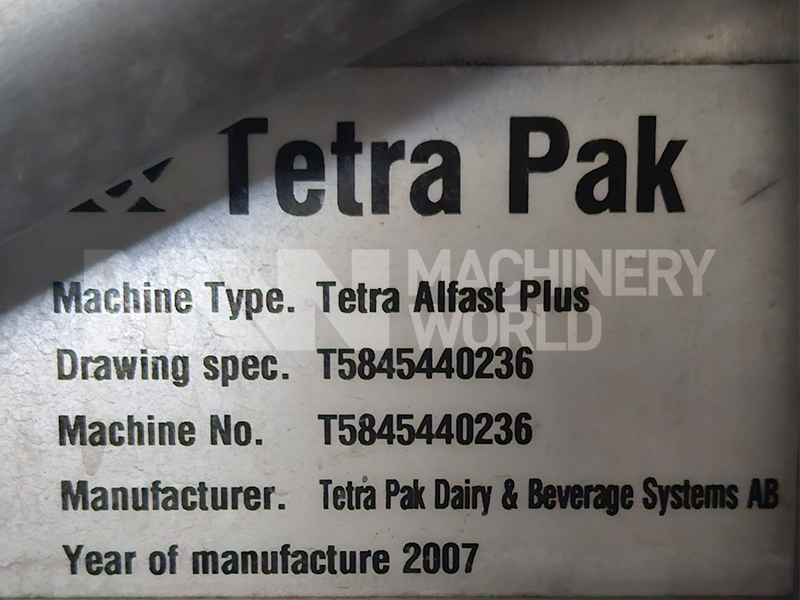 Tetra Pak
MACHINERY
WORLD
Machine Type. Tetra Alfast Plus
Drawing spec. T5845440236
Machine No. T5845440236
Manufacturer. Tetra Pak Dairy & Beverage Systems AB
Year of manufacture 2007